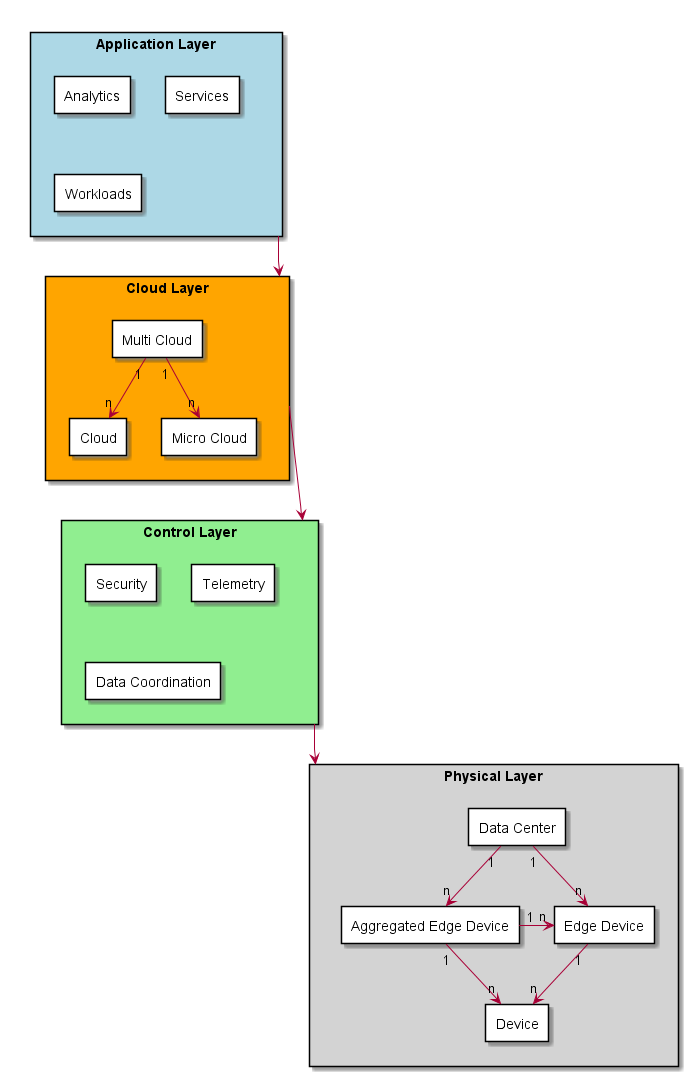 Application Layer
Analytics
Services
Workloads
Cloud Layer
Multi Cloud
1
1
n
n
Cloud
Micro Cloud
Control Layer
Security
Telemetry
Data Coordination
Physical Layer
Data Center
1
1
n
n
Aggregated Edge Device
1
n
Edge Device
1
1
n
n
Device